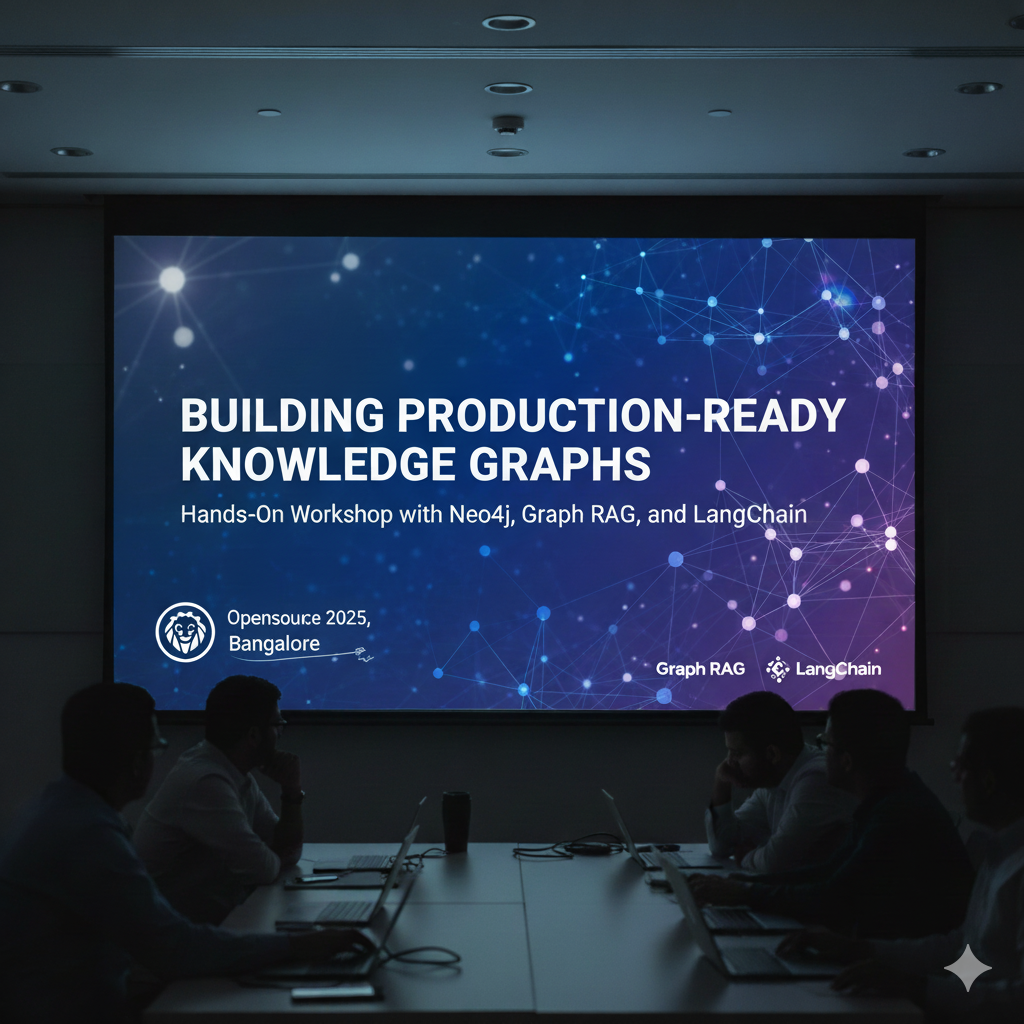 BUILDING PRODUCTION-READY
KNOWLEDGE GRAPHS
Hands-On Workshop with Neo4j, Graph RAG, and LangChain
Opensource 2025,
Bangalore
Graph RAG
LangChain